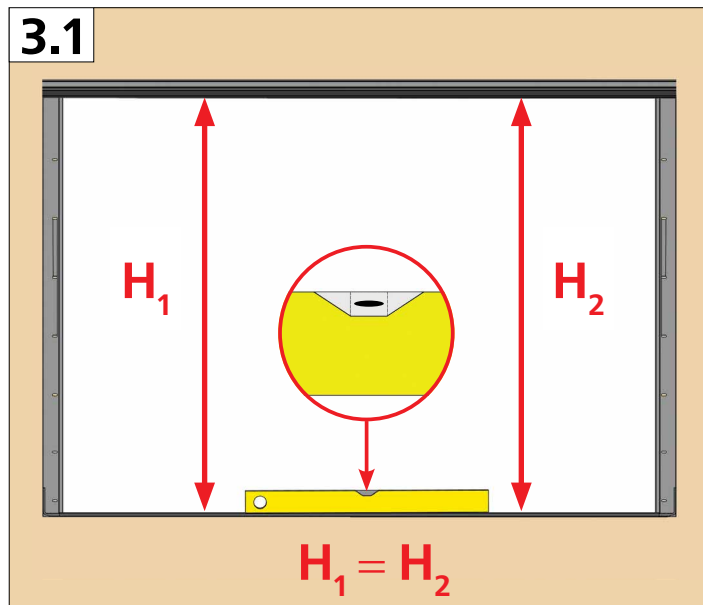 3.1
H₁ H₂
H₁ = H₂